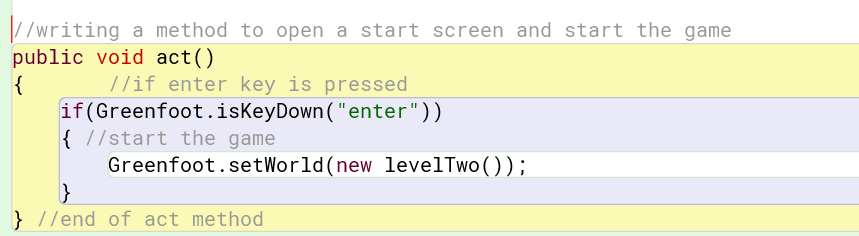 //writing a method to open a start screen and start the game
public void act()
{       //if enter key is pressed
    if(Greenfoot.isKeyDown("enter"))
    { //start the game
        Greenfoot.setWorld(new levelTwo());
    }
} //end of act method